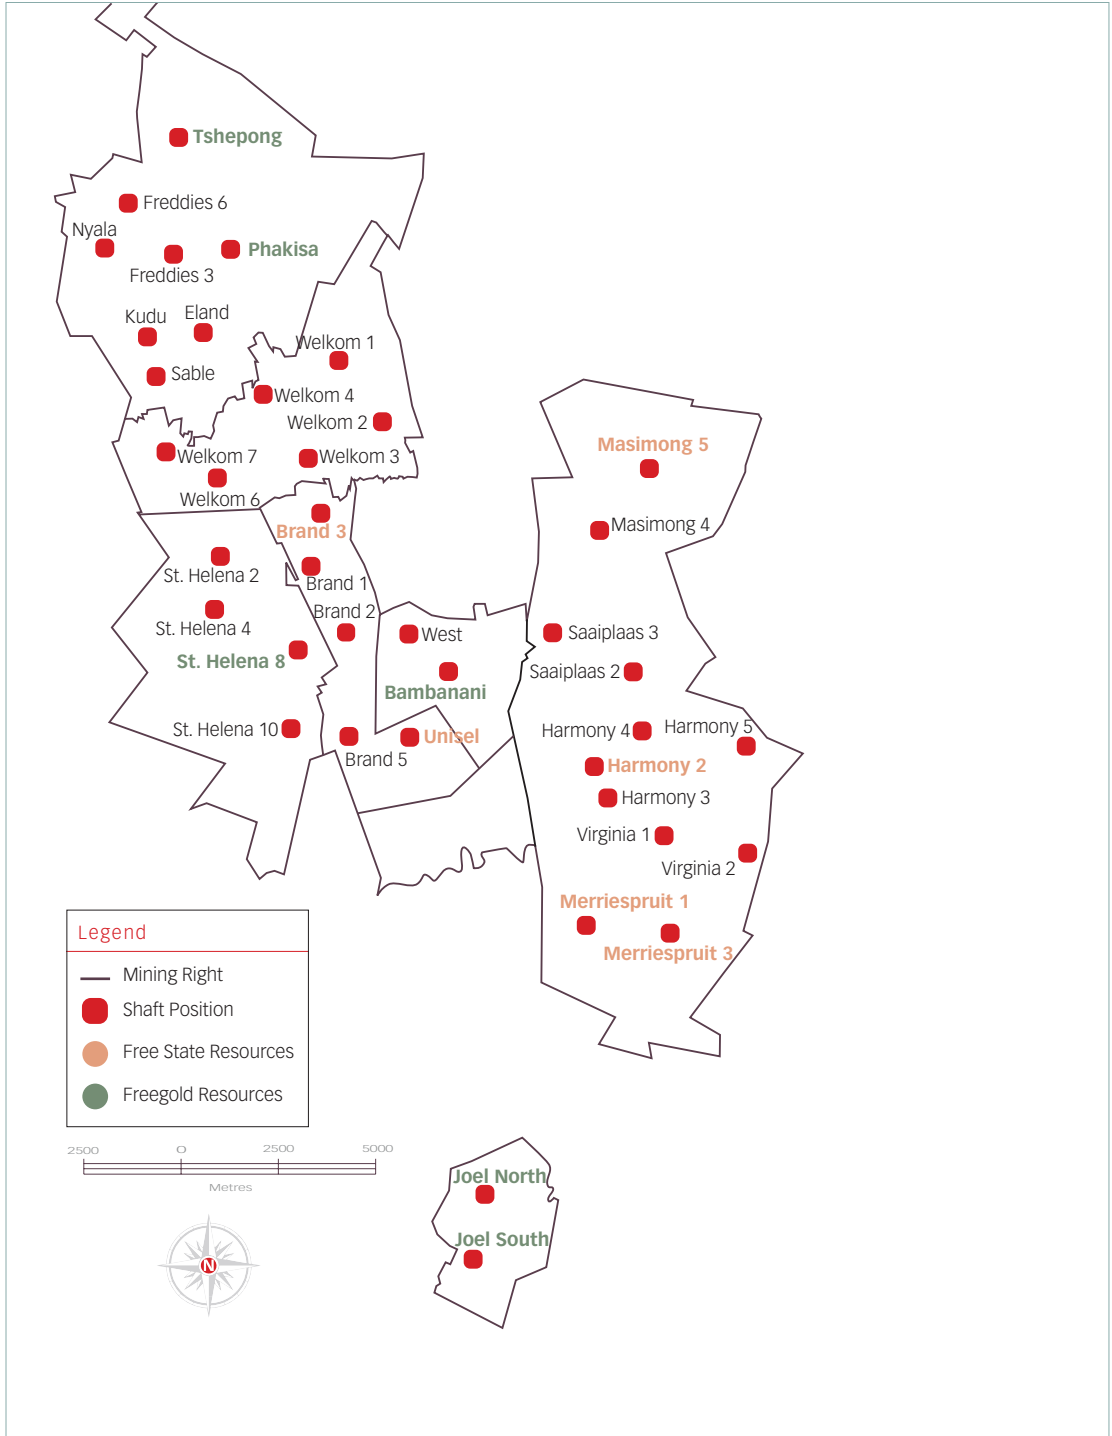 Tshepong
Freddies 6
Nyala
Phakisa
Freddies 3
Kudu
Eland
Welkom 1
Sable
Welkom 4
Welkom 2
Welkom 7
Welkom 3
Welkom 6
Masimong 5
Masimong 4
Brand 3
St. Helena 2
Brand 1
Brand 2
St. Helena 4
West
Saaiplaas 3
St. Helena 8
Saaiplaas 2
Bambanani
St. Helena 10
Unisel
Harmony 4
Harmony 5
Brand 5
Harmony 2
Harmony 3
Virginia 1
Virginia 2
Merriespruit 1
Merriespruit 3
Legend
Mining Right
Shaft Position
Free State Resources
Freegold Resources
2500 0 2500 5000
Metres
N
Joel North
Joel South